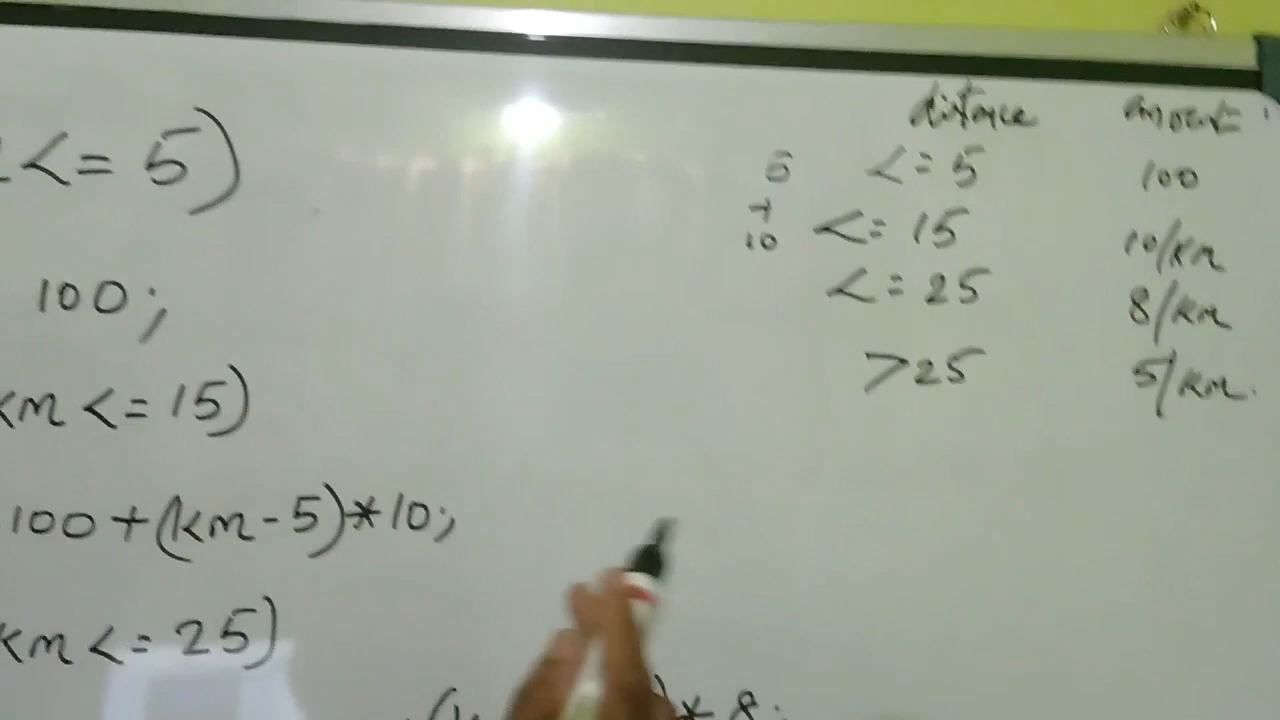 <= 5)
100;
km <= 15)
100 + (km - 5) * 10;
km <= 25)
* 8;
distance amount
5 <= 5 100
+
10 <= 15 10/km
<= 25 8/km
>25 5/km.